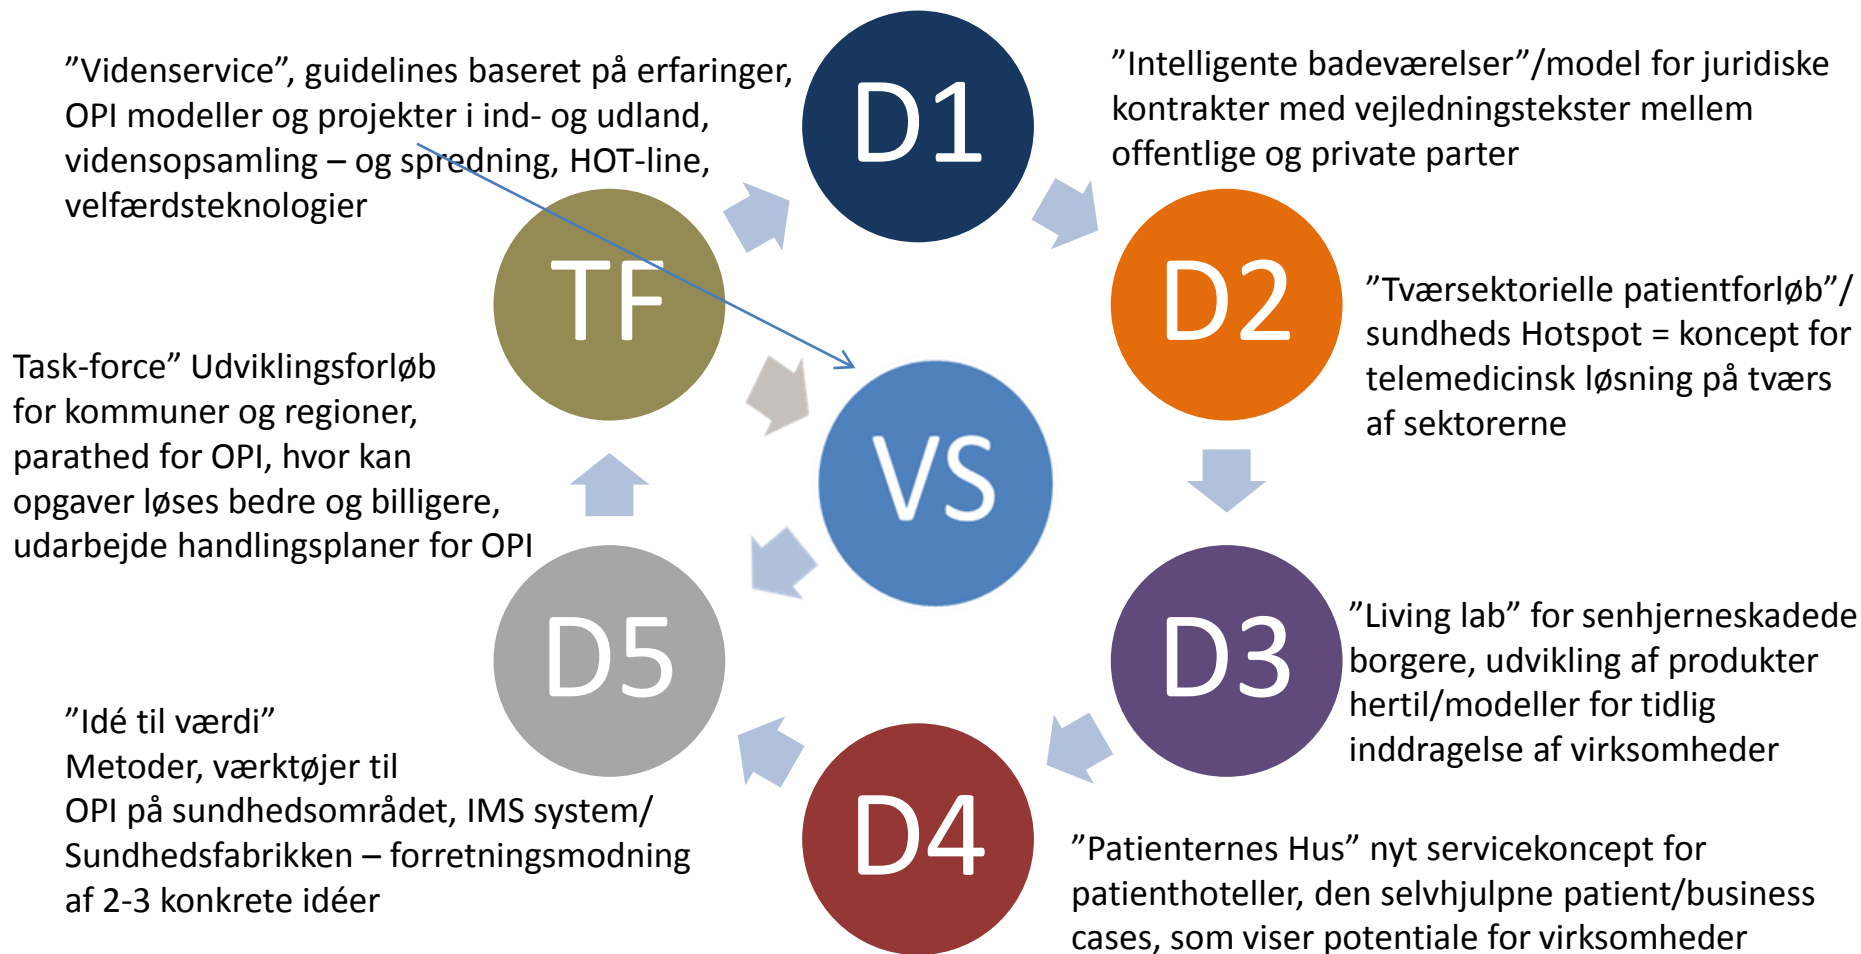 ”Videnservice”, guidelines baseret på erfaringer,
OPI modeller og projekter i ind- og udland,
vidensopsamling – og spredning, HOT-line,
velfærdsteknologier
D1
”Intelligente badeværelser”/model for juridiske
kontrakter med vejledningstekster mellem
offentlige og private parter
TF
D2
”Tværsektorielle patientforløb”/
sundheds Hotspot = koncept for
telemedicinsk løsning på tværs
af sektorerne
Task-force” Udviklingsforløb
for kommuner og regioner,
parathed for OPI, hvor kan
opgaver løses bedre og billigere,
udarbejde handlingsplaner for OPI
VS
D5
D3
”Living lab” for senhjerneskadede
borgere, udvikling af produkter
hertil/modeller for tidlig
inddragelse af virksomheder
”Idé til værdi”
Metoder, værktøjer til
OPI på sundhedsområdet, IMS system/
Sundhedsfabrikken – forretningsmodning
af 2-3 konkrete idéer
D4
”Patienternes Hus” nyt servicekoncept for
patienthoteller, den selvhjulpne patient/business
cases, som viser potentiale for virksomheder